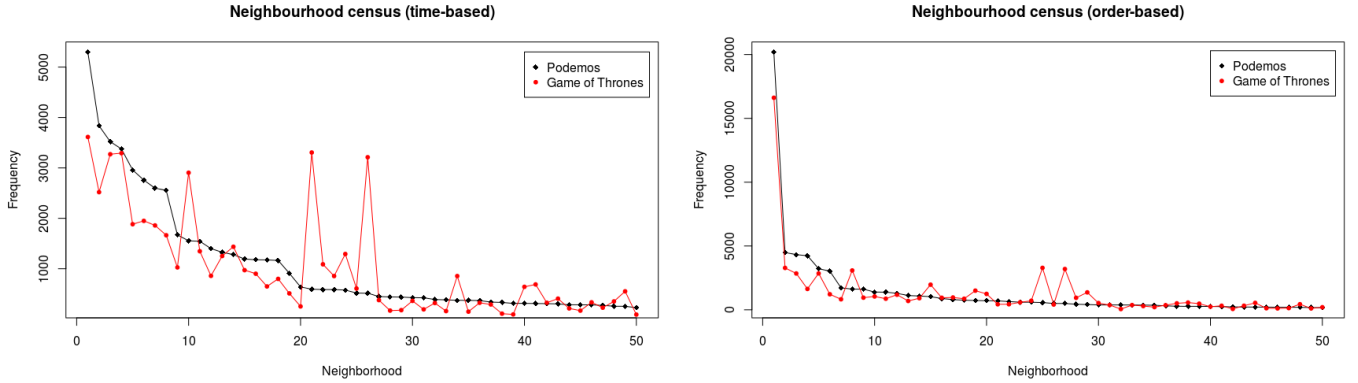 Neighbourhood census (time-based)
Frequency
5000
4000
3000
2000
1000
Podemos
Game of Thrones
0
10
20
30
40
50
Neighborhood
Neighbourhood census (order-based)
Frequency
20000
15000
10000
5000
0
Podemos
Game of Thrones
0
10
20
30
40
50
Neighborhood